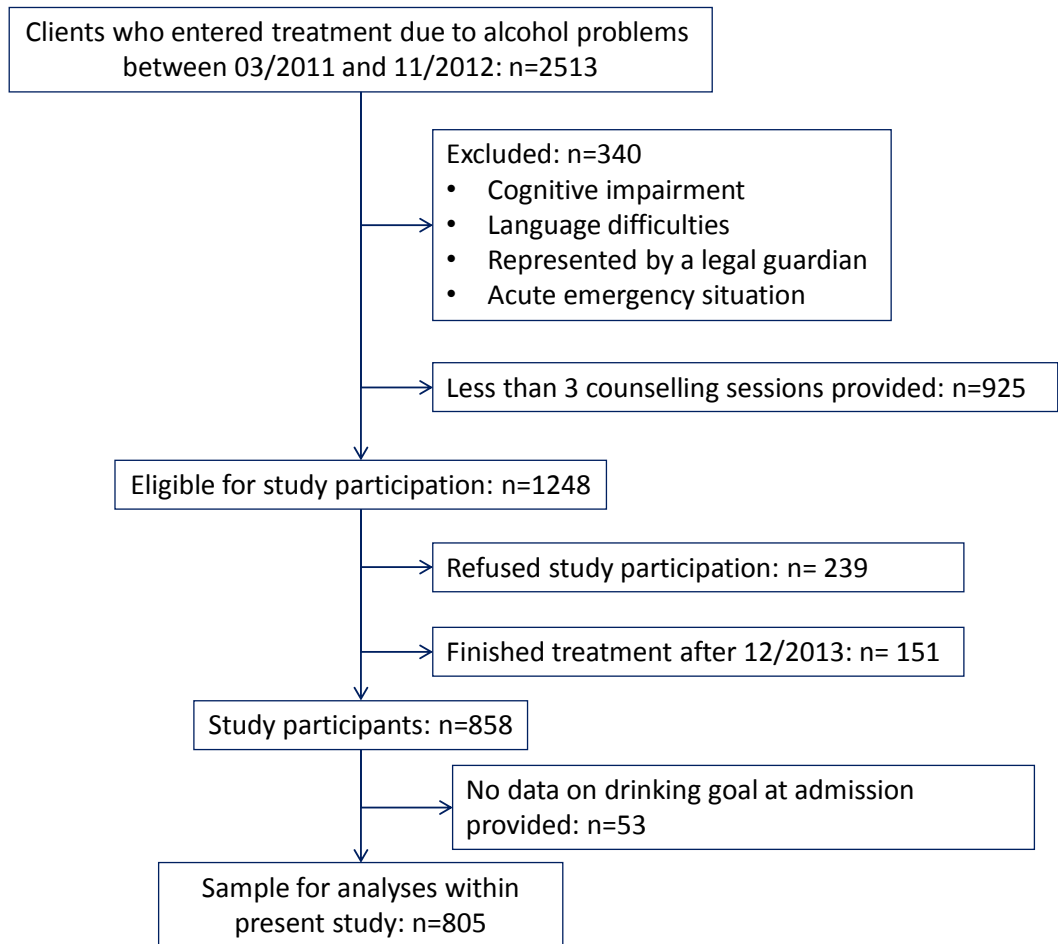 Clients who entered treatment due to alcohol problems
between 03/2011 and 11/2012: n=2513
Excluded: n=340
• Cognitive impairment
• Language difficulties
• Represented by a legal guardian
• Acute emergency situation
Less than 3 counselling sessions provided: n=925
Eligible for study participation: n=1248
Refused study participation: n= 239
Finished treatment after 12/2013: n= 151
Study participants: n=858
No data on drinking goal at admission
provided: n=53
Sample for analyses within
present study: n=805